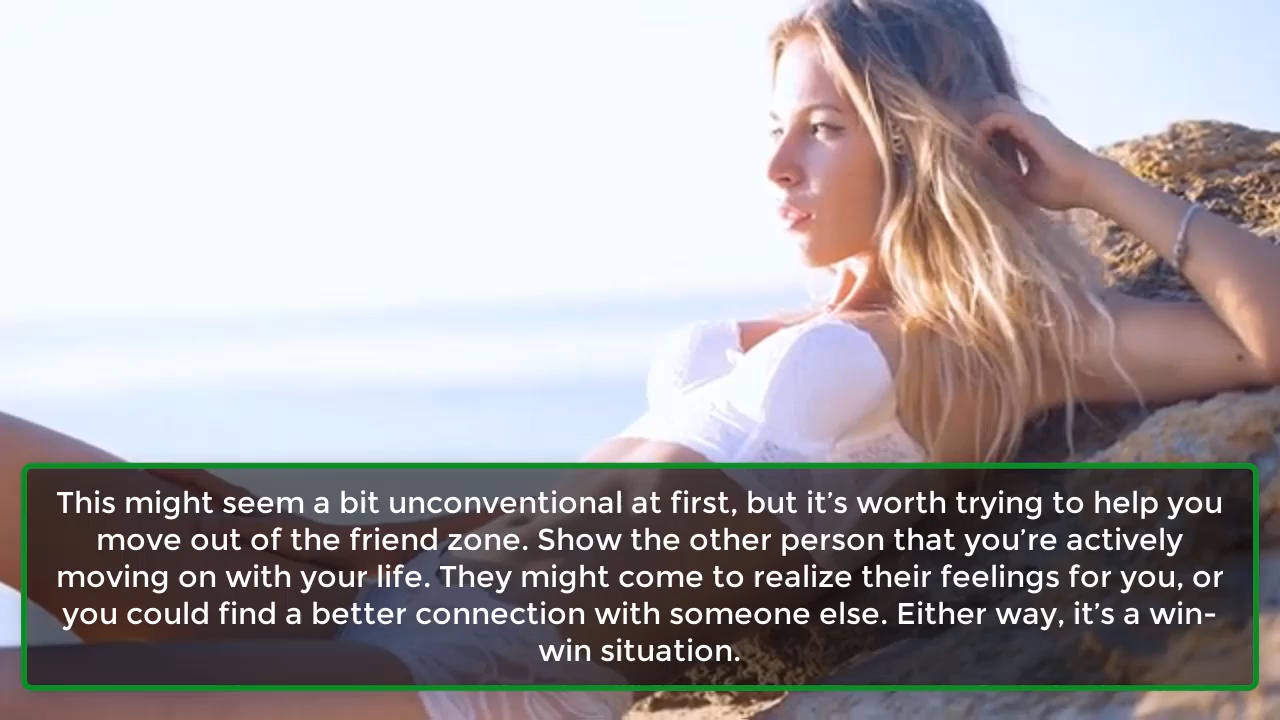 This might seem a bit unconventional at first, but it’s worth trying to help you
move out of the friend zone. Show the other person that you’re actively
moving on with your life. They might come to realize their feelings for you, or
you could find a better connection with someone else. Either way, it’s a win-
win situation.